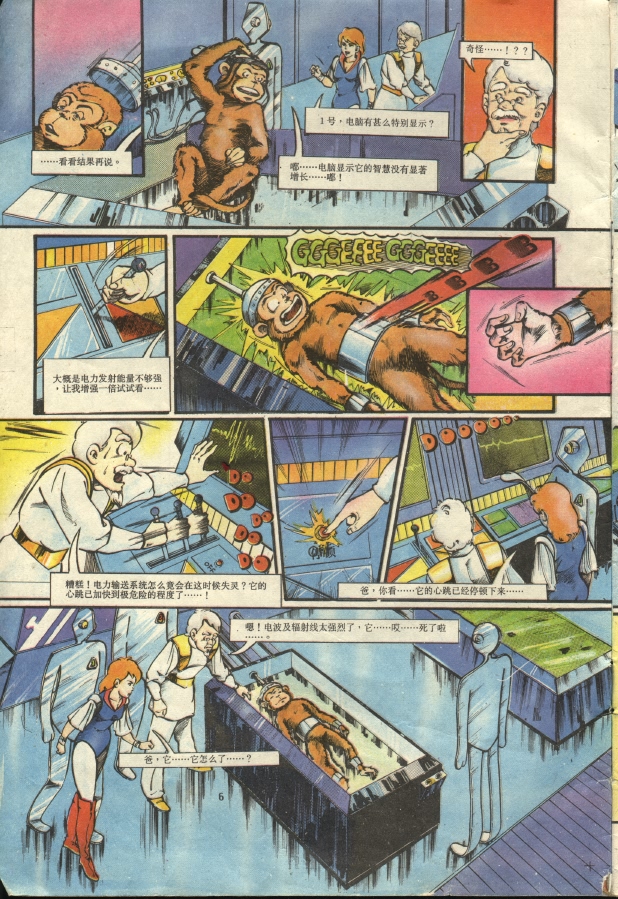 ……看看结果再说。
1号,电脑有甚么特别显示?
嘟……电脑显示它的智慧没有显著
增长……嘟!
奇怪……!??
大概是电力发射能量不够强
,让我增强一倍试试看……
GGGEEEE GGGEEEE
B B B B B
糟糕!电力输送系统怎么竟会在这时候失灵?它的
心跳已加快到极危险的程度了……!
爸,你看……它的心跳已经停顿下来……
嗯!电波及辐射线太强烈了,它……哎……死了啦
……。
爸,它……它怎么了……?
6